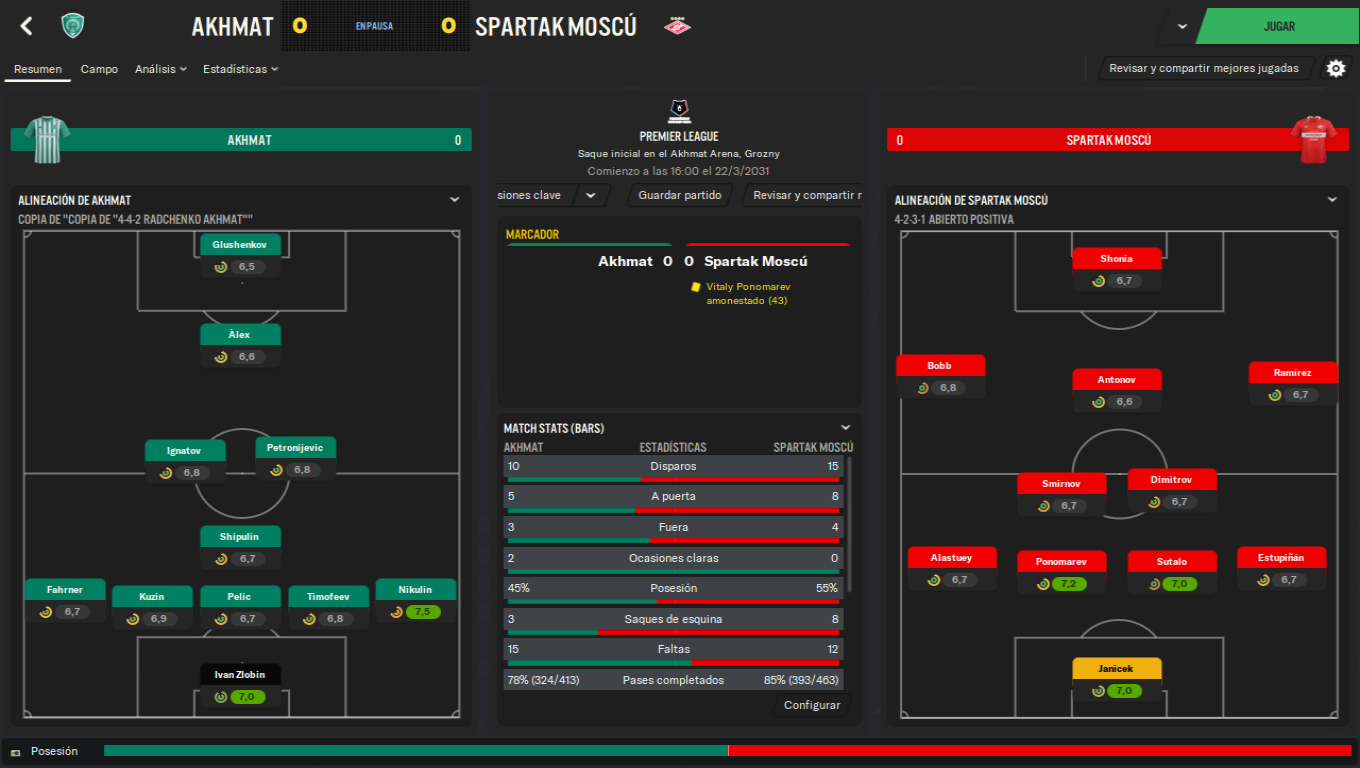 AKHMAT 0 EN PAUSA 0 SPARTAK MOSCÚ
JUGAR
Resumen Campo Análisis Estadísticas
Revisar y compartir mejores jugadas
AKHMAT 0
PREMIER LEAGUE
Saque inicial en el Akhmat Arena, Grozny
Comienzo a las 16:00 el 22/3/2031
0 SPARTAK MOSCÚ
siones clave Guardar partido Revisar y compartir r
ALINEACIÓN DE AKHMAT
COPIA DE "COPIA DE "4-4-2 RADCHENKO AKHMAT""
Glushenkov
6,5
Àlex
6,6
Ignatov
6,8
Petronijevic
6,8
Shipulin
6,7
Fahrner
6,7
Kuzin
6,9
Pelic
6,7
Timofeev
6,8
Nikulin
7,5
Ivan Zlobin
7,0
MARCADOR
Akhmat 0 0 Spartak Moscú
Vitaly Ponomarev
amonestado (43)
MATCH STATS (BARS)
AKHMAT ESTADÍSTICAS SPARTAK MOSCÚ
10 Disparos 15
5 A puerta 8
3 Fuera 4
2 Ocasiones claras 0
45% Posesión 55%
3 Saques de esquina 8
15 Faltas 12
78% (324/413) Pases completados 85% (393/463)
Configurar
ALINEACIÓN DE SPARTAK MOSCÚ
4-2-3-1 ABIERTO POSITIVA
Shonia
6,7
Bobb
6,8
Antonov
6,6
Ramírez
6,7
Smirnov
6,7
Dimitrov
6,7
Alastuey
6,7
Ponomarev
7,2
Sutalo
7,0
Estupiñán
6,7
Janicek
7,0
Posesión